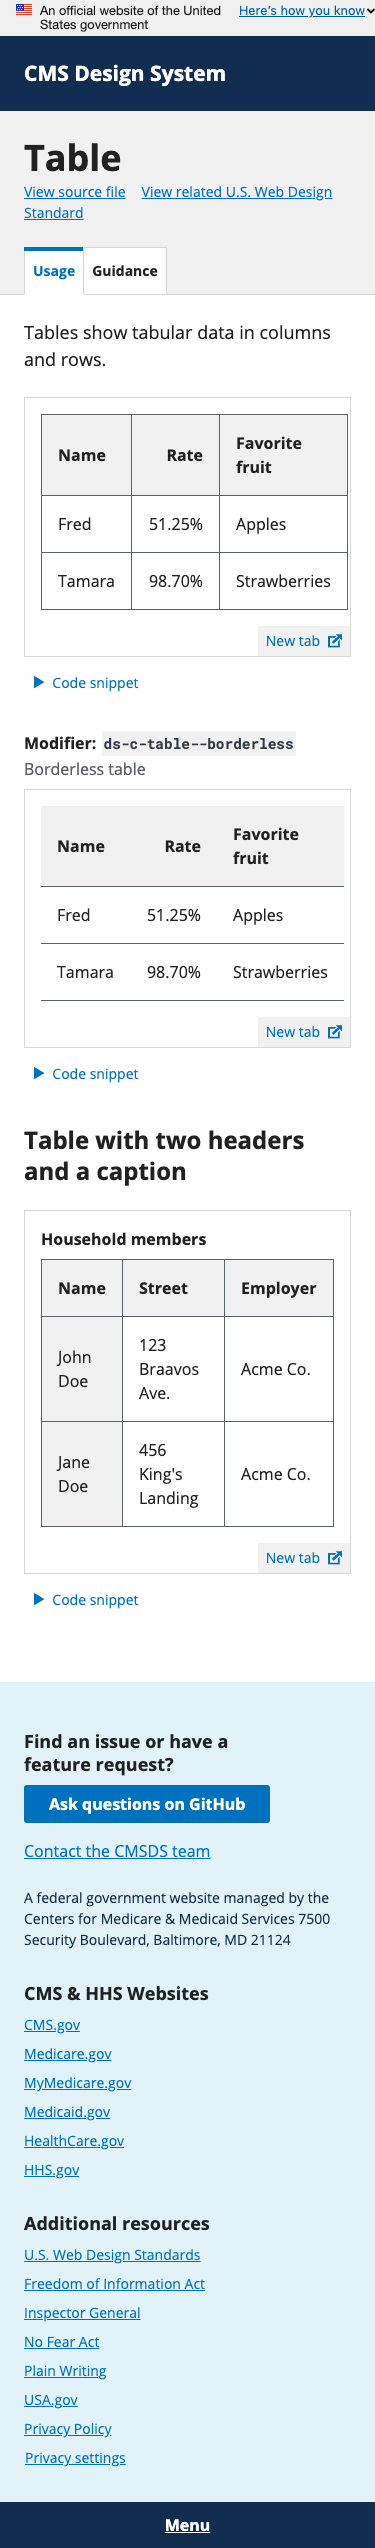 An official website of the United
States government
Here's how you know
CMS Design System
Table
View source file View related U.S. Web Design
Standard
Usage Guidance
Tables show tabular data in columns
and rows.
Name Rate Favorite
fruit
Fred 51.25% Apples
Tamara 98.70% Strawberries
New tab
Code snippet
Modifier: ds-c-table--borderless
Borderless table
Name Rate Favorite
fruit
Fred 51.25% Apples
Tamara 98.70% Strawberries
New tab
Code snippet
Table with two headers
and a caption
Household members
Name Street Employer
John
Doe
123
Braavos
Ave.
Acme Co.
Jane
Doe
456
King's
Landing
Acme Co.
New tab
Code snippet
Find an issue or have a
feature request?
Ask questions on GitHub
Contact the CMSDS team
A federal government website managed by the
Centers for Medicare & Medicaid Services 7500
Security Boulevard, Baltimore, MD 21124
CMS & HHS Websites
CMS.gov
Medicare.gov
MyMedicare.gov
Medicaid.gov
HealthCare.gov
HHS.gov
Additional resources
U.S. Web Design Standards
Freedom of Information Act
Inspector General
No Fear Act
Plain Writing
USA.gov
Privacy Policy
Privacy settings
Menu